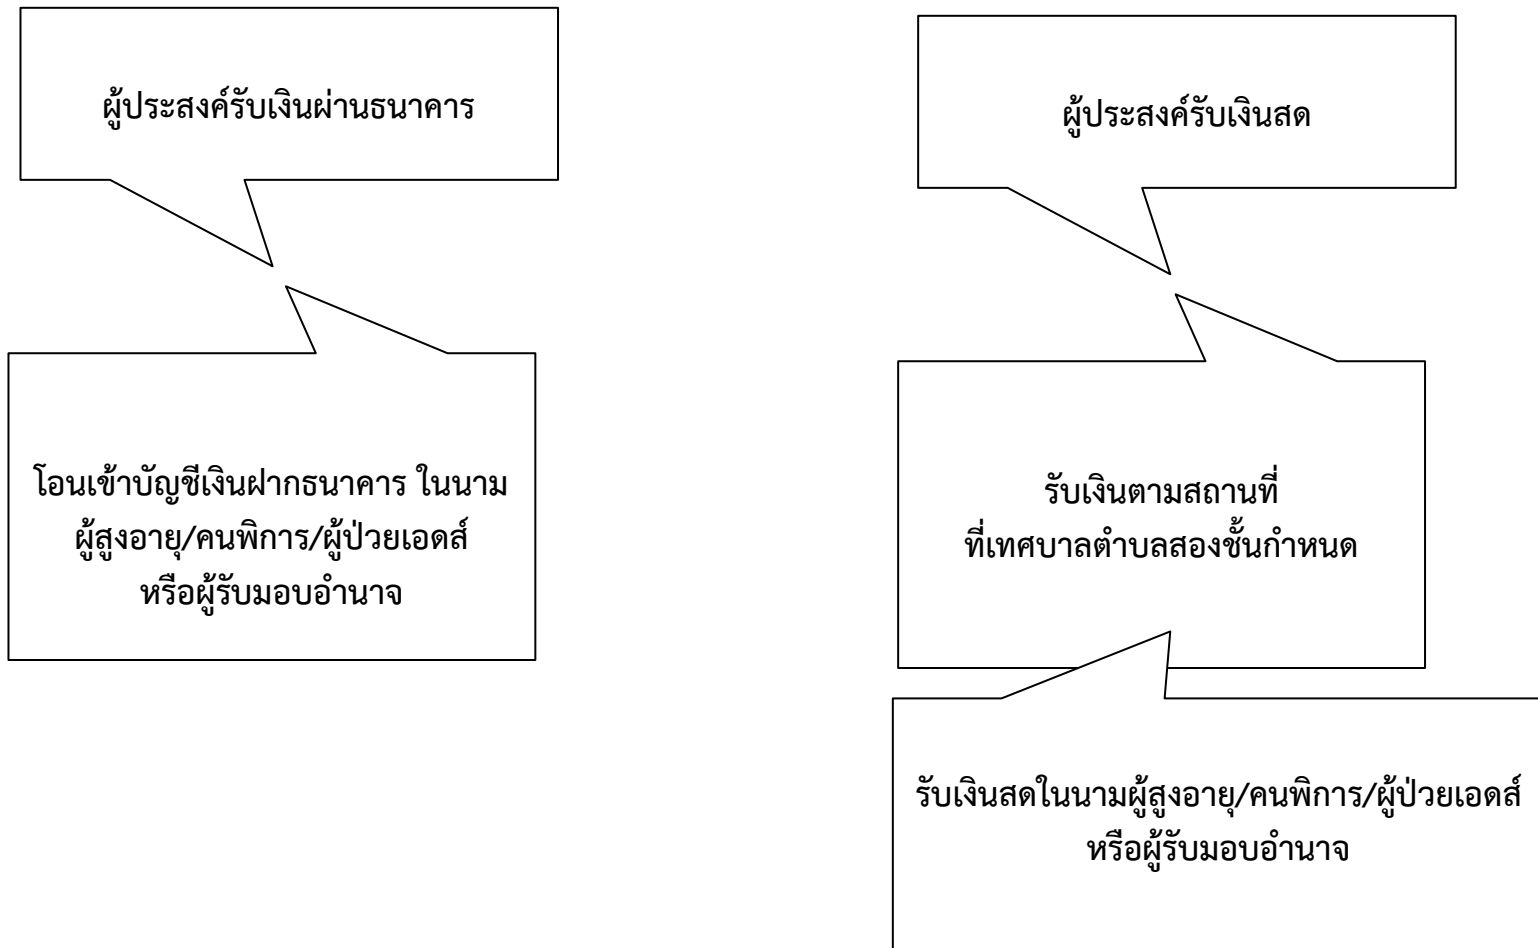 ผู้ประสงค์รับเงินผ่านธนาคาร
โอนเข้าบัญชีเงินฝากธนาคาร ในนาม
ผู้สูงอายุ/คนพิการ/ผู้ป่วยเอดส์
หรือผู้รับมอบอำนาจ
ผู้ประสงค์รับเงินสด
รับเงินตามสถานที่
ที่เทศบาลตำบลสองชั้นกำหนด
รับเงินสดในนามผู้สูงอายุ/คนพิการ/ผู้ป่วยเอดส์
หรือผู้รับมอบอำนาจ